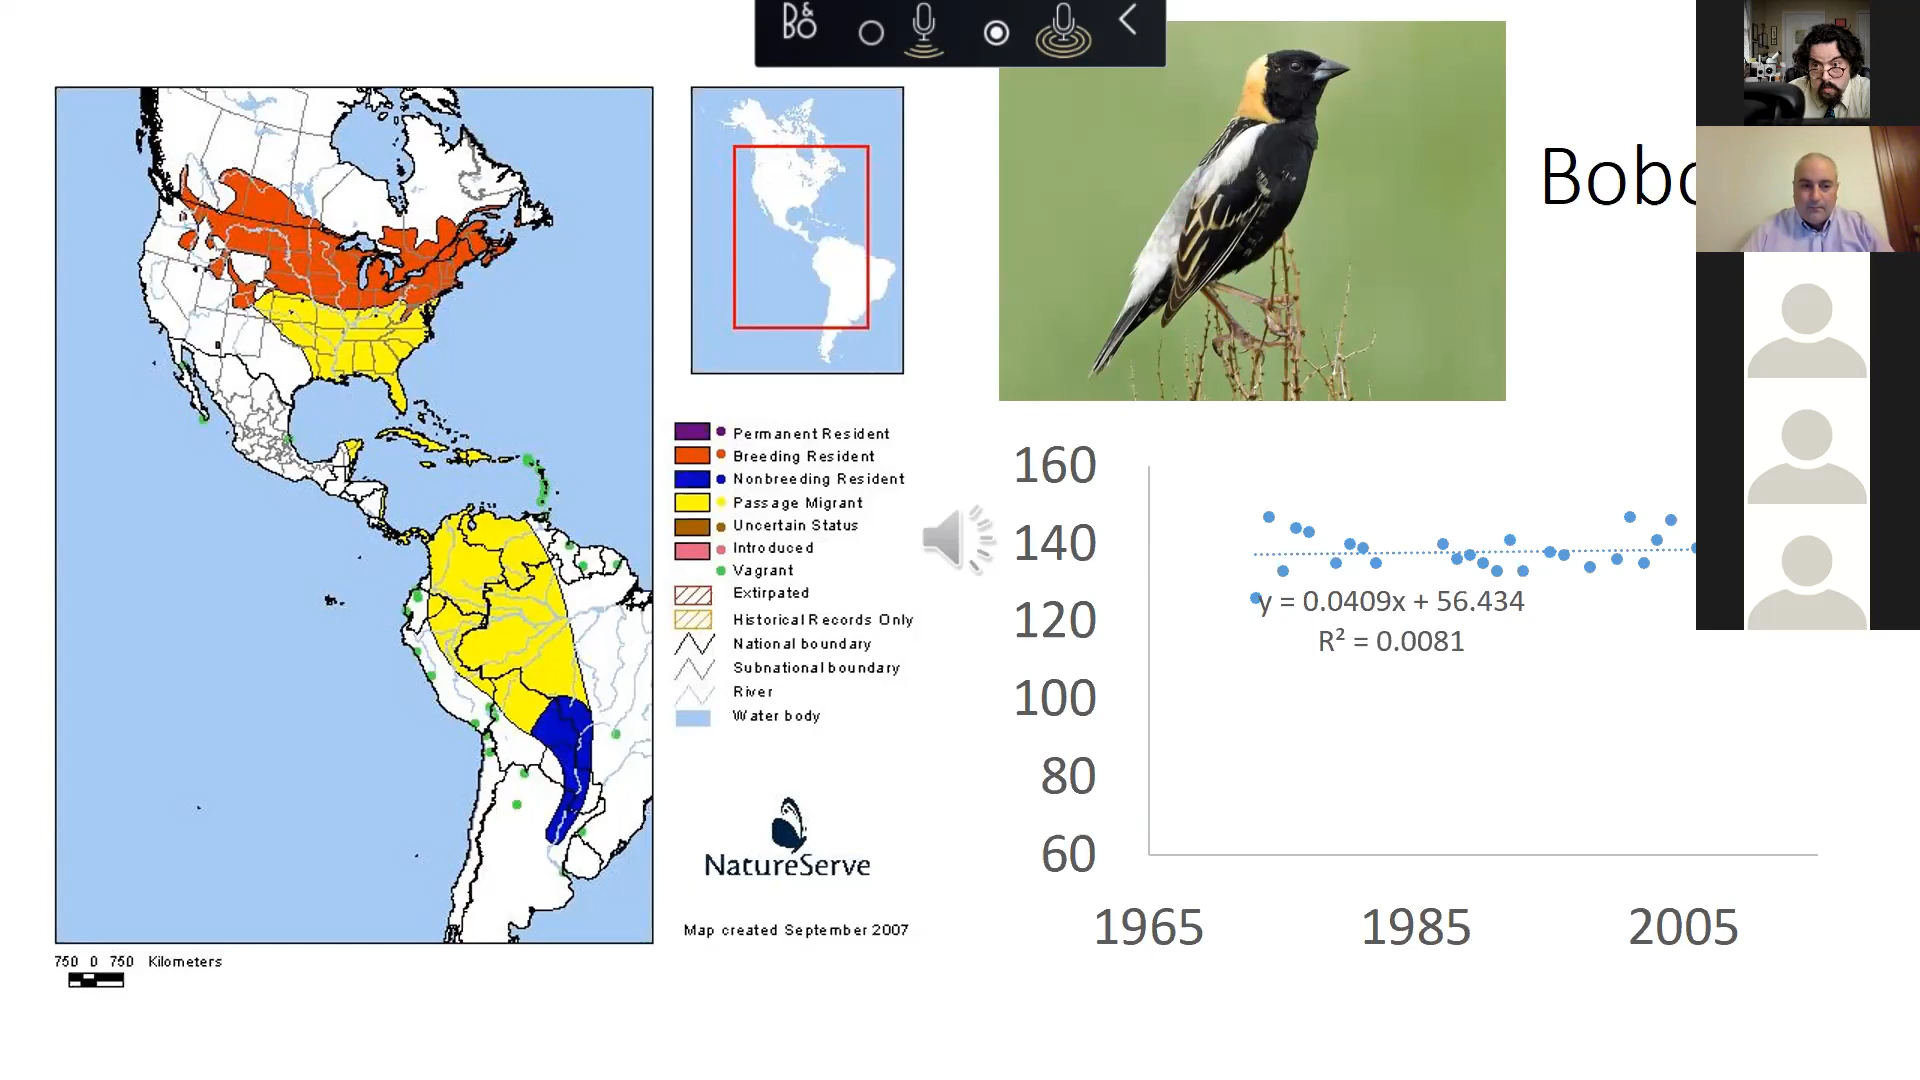 B&O
Bobo
Permanent Resident
Breeding Resident
Nonbreeding Resident
Passage Migrant
Uncertain Status
Introduced
Vagrant
Extirpated
Historical Records Only
National boundary
Subnational boundary
River
Water body
NatureServe
Map created September 2007
750 0 750 Kilometers
160
140
120
100
80
60
y = 0.0409x + 56.434
R² = 0.0081
1965 1985 2005